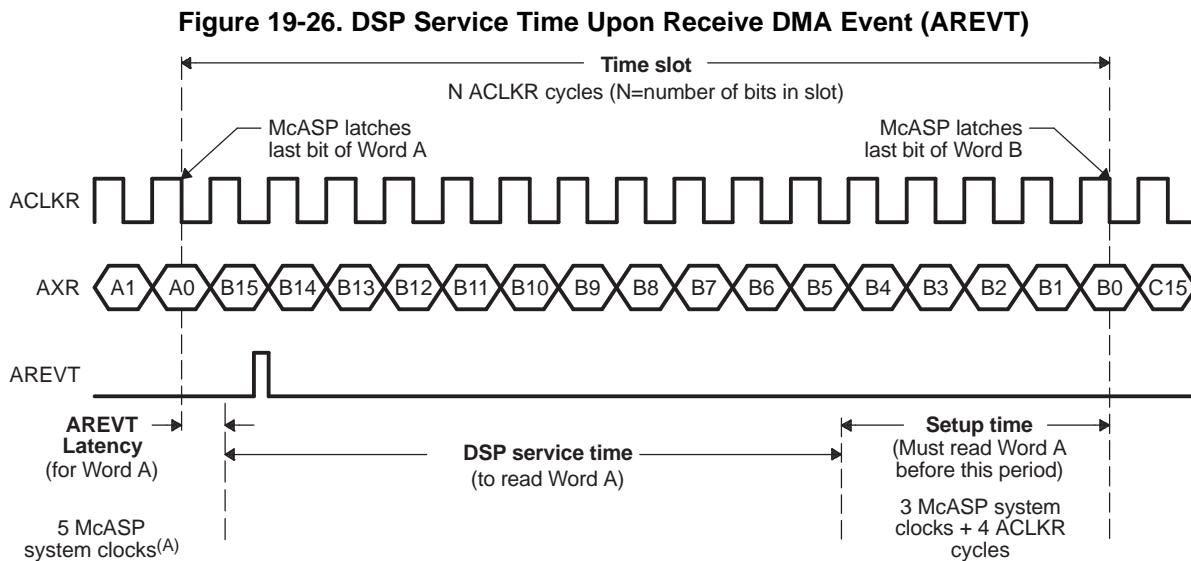 Figure 19-26. DSP Service Time Upon Receive DMA Event (AREVT)
Time slot
N ACLKR cycles (N=number of bits in slot)
McASP latches
last bit of Word A
McASP latches
last bit of Word B
ACLKR
AXR
A1 A0 B15 B14 B13 B12 B11 B10 B9 B8 B7 B6 B5 B4 B3 B2 B1 B0 C15
AREVT
AREVT
Latency
(for Word A)
5 McASP
system clocks(A)
DSP service time
(to read Word A)
Setup time
(Must read Word A
before this period)
3 McASP system
clocks + 4 ACLKR
cycles